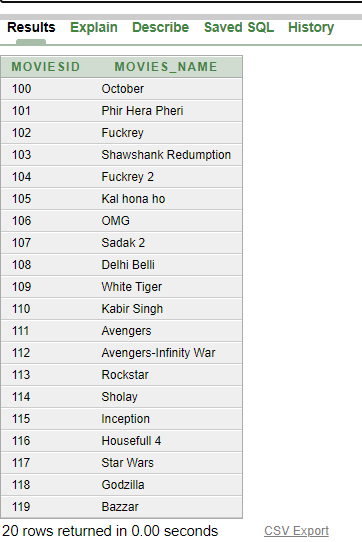 Results Explain Describe Saved SQL History
MOVIESID MOVIES_NAME
100 October
101 Phir Hera Pheri
102 Fuckrey
103 Shawshank Redumption
104 Fuckrey 2
105 Kal hona ho
106 OMG
107 Sadak 2
108 Delhi Belli
109 White Tiger
110 Kabir Singh
111 Avengers
112 Avengers-Infinity War
113 Rockstar
114 Sholay
115 Inception
116 Housefull 4
117 Star Wars
118 Godzilla
119 Bazzar
20 rows returned in 0.00 seconds CSV Export